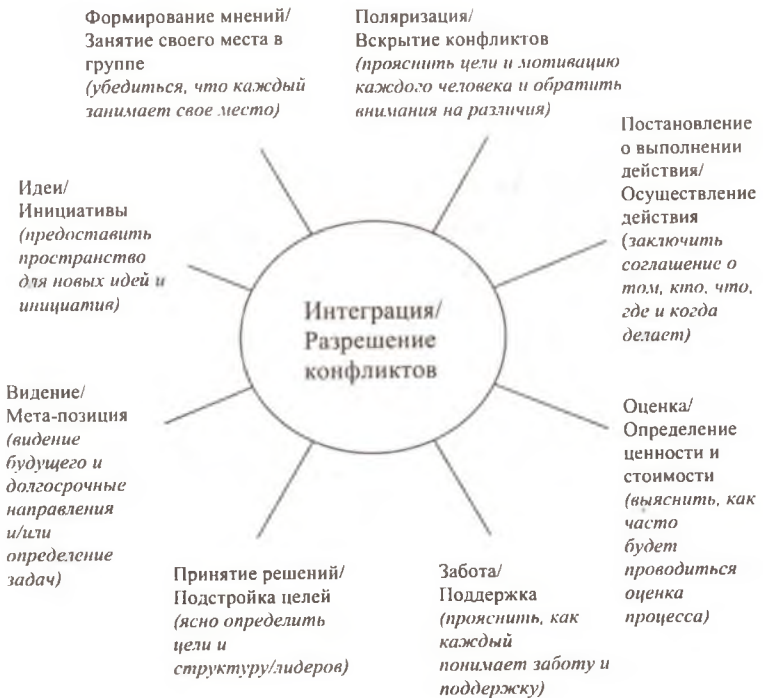 Формирование мнений/
Занятие своего места в
группе
(убедиться, что каждый
занимает свое место)
Поляризация/
Вскрытие конфликтов
(прояснить цели и мотивацию
каждого человека и обратить
внимания на различия)
Постановление
о выполнении
действия/
Осуществление
действия
(заключить
соглашение о
том, кто, что,
где и когда
делает)
Идеи/
Инициативы
(предоставить
пространство
для новых идей и
инициатив)
Интеграция/
Разрешение
конфликтов
Видение/
Мета-позиция
(видение
будущего и
долгосрочные
направления
и/или
определение
задач)
Оценка/
Определение
ценности и
стоимости
(выяснить, как
часто
будет
проводиться
оценка
процесса)
Принятие решений/
Подстройка целей
(ясно определить
цели и
структуру/лидеров)
Забота/
Поддержка
(прояснить, как
каждый
понимает заботу и
поддержку)